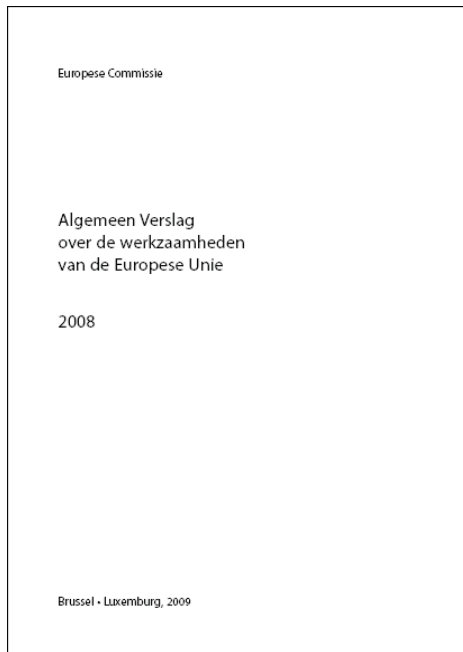 Europese Commissie
Algemeen Verslag
over de werkzaamheden
van de Europese Unie
2008
Brussel • Luxemburg, 2009